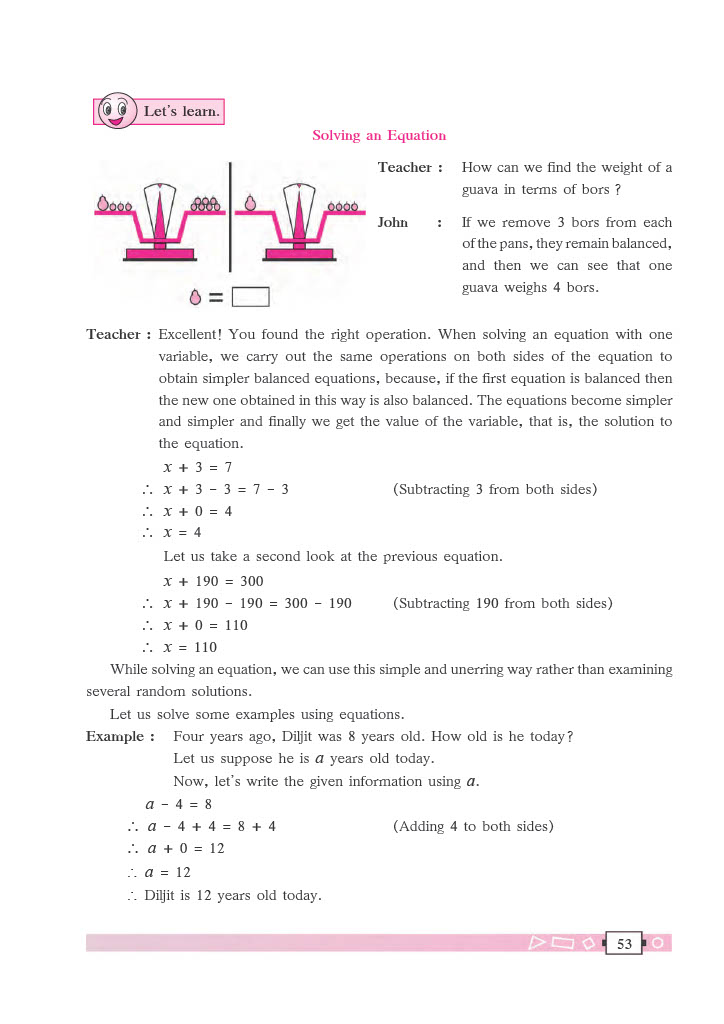 Let's learn.
Solving an Equation
Teacher : How can we find the weight of a
guava in terms of bors ?
John : If we remove 3 bors from each
of the pans, they remain balanced,
and then we can see that one
guava weighs 4 bors.
=
Teacher : Excellent! You found the right operation. When solving an equation with one
variable, we carry out the same operations on both sides of the equation to
obtain simpler balanced equations, because, if the first equation is balanced then
the new one obtained in this way is also balanced. The equations become simpler
and simpler and finally we get the value of the variable, that is, the solution to
the equation.
x + 3 = 7
∴ x + 3 - 3 = 7 - 3 (Subtracting 3 from both sides)
∴ x + 0 = 4
∴ x = 4
Let us take a second look at the previous equation.
x + 190 = 300
∴ x + 190 - 190 = 300 - 190 (Subtracting 190 from both sides)
∴ x + 0 = 110
∴ x = 110
While solving an equation, we can use this simple and unerring way rather than examining
several random solutions.
Let us solve some examples using equations.
Example : Four years ago, Diljit was 8 years old. How old is he today?
Let us suppose he is a years old today.
Now, let's write the given information using a.
a - 4 = 8
∴ a - 4 + 4 = 8 + 4 (Adding 4 to both sides)
∴ a + 0 = 12
∴ a = 12
∴ Diljit is 12 years old today.
53